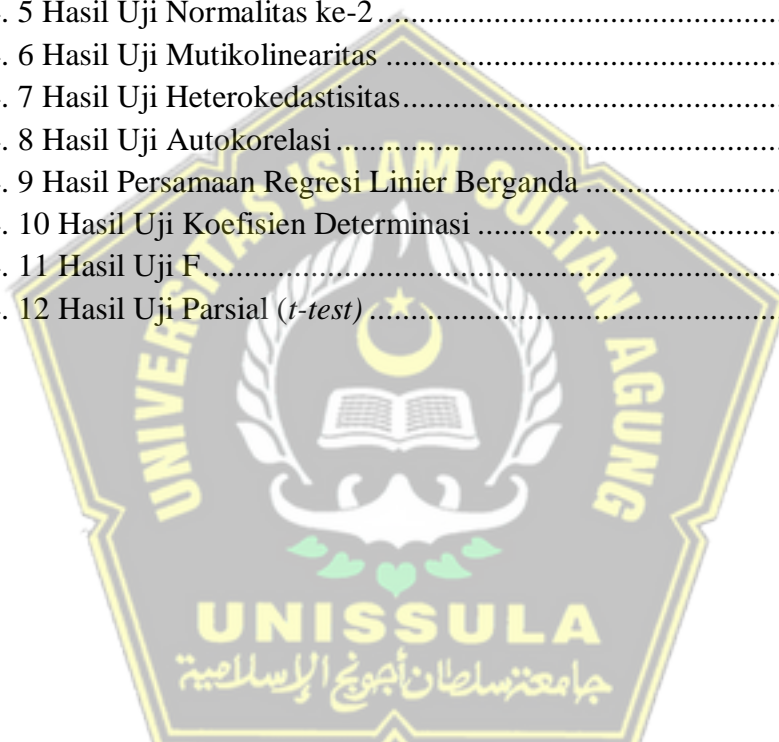 . 5 Hasil Uji Normalitas ke-2
. 6 Hasil Uji Mutikolinearitas
. 7 Hasil Uji Heterokedastisitas
. 8 Hasil Uji Autokorelasi
. 9 Hasil Persamaan Regresi Linier Berganda
. 10 Hasil Uji Koefisien Determinasi
. 11 Hasil Uji F
. 12 Hasil Uji Parsial (t-test)
UNIVERSITAS ISLAM SULTAN AGUNG
UNISSULA
جامعة سلطان أجونج الإسلامية